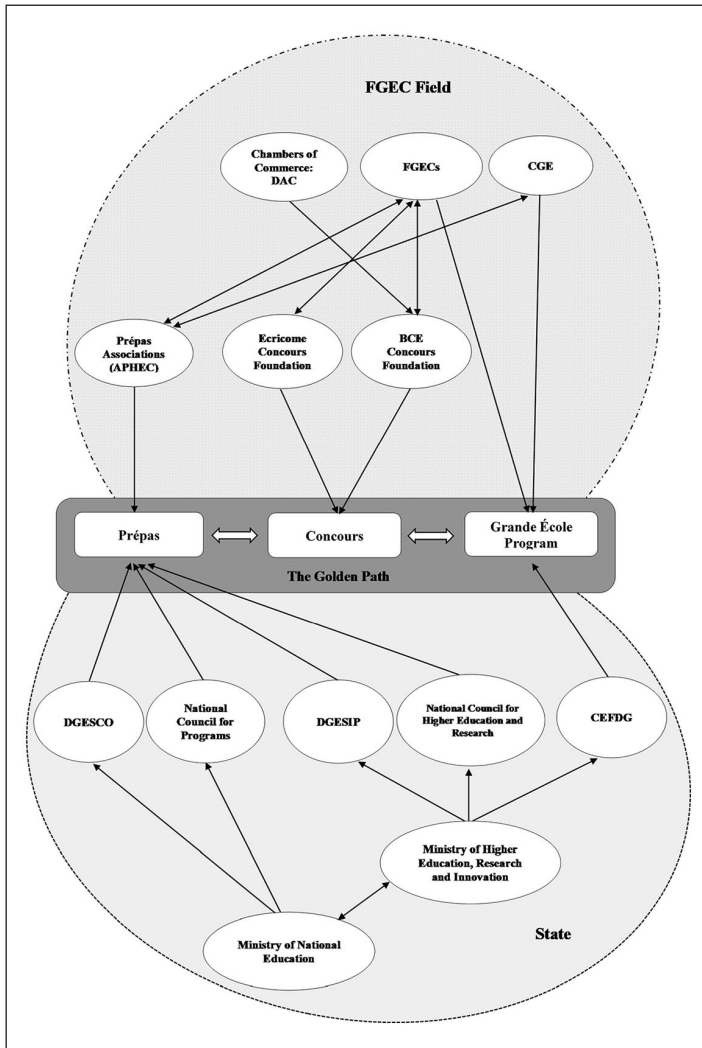 FGEC Field
Chambers of
Commerce:
DAC
FGECs
CGE
Prépas
Associations
(APHEC)
Ecricome
Concours
Foundation
BCE
Concours
Foundation
Prépas
Concours
Grande École
Program
The Golden Path
DGESCO
National
Council for
Programs
DGESIP
National Council for
Higher Education and
Research
CEFDG
Ministry of Higher
Education, Research
and Innovation
Ministry of National
Education
State